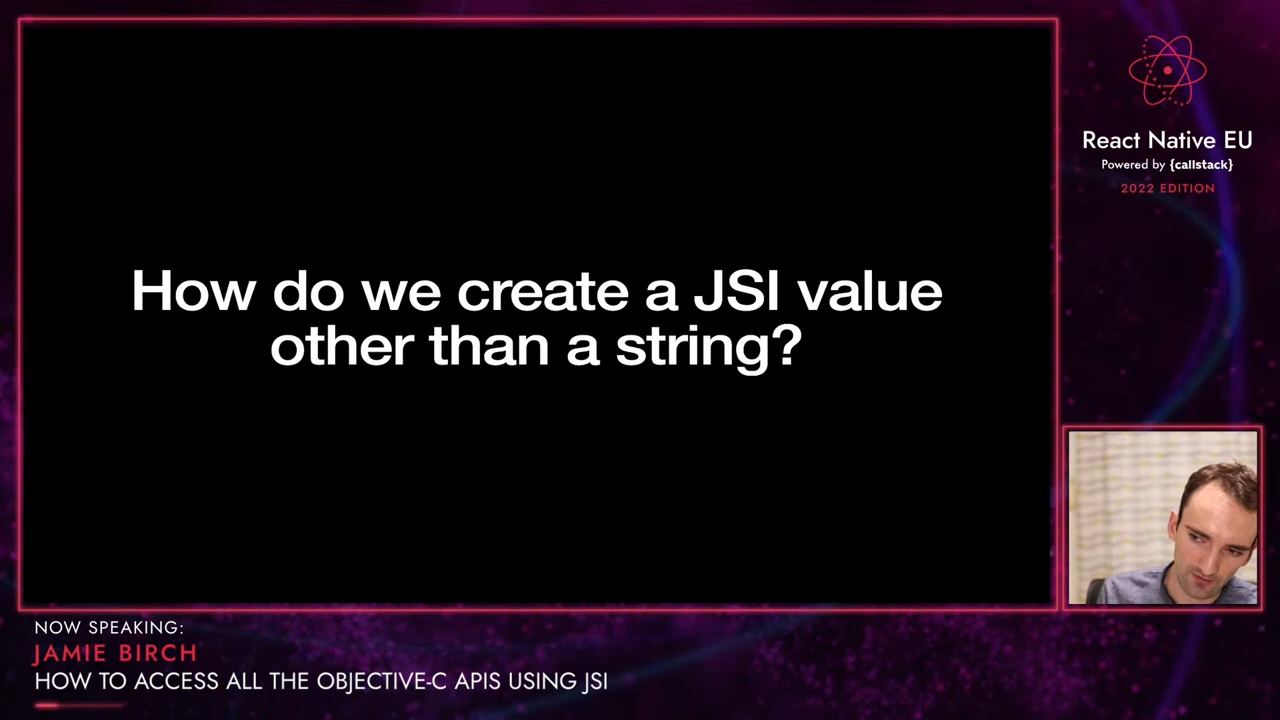 How do we create a JSI value
other than a string?
React Native EU
Powered by {callstack}
2022 EDITION
NOW SPEAKING:
JAMIE BIRCH
HOW TO ACCESS ALL THE OBJECTIVE-C APIS USING JSI